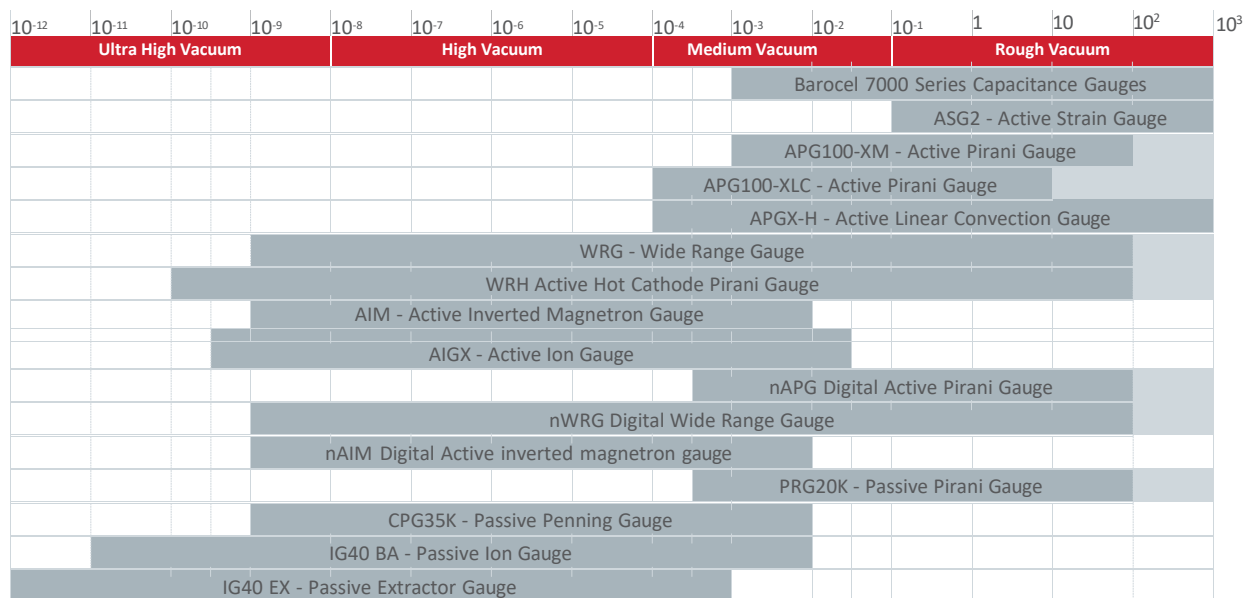 10⁻¹² 10⁻¹¹ 10⁻¹⁰ 10⁻⁹ 10⁻⁸ 10⁻⁷ 10⁻⁶ 10⁻⁵ 10⁻⁴ 10⁻³ 10⁻² 10⁻¹ 1 10 10² 10³
Ultra High Vacuum High Vacuum Medium Vacuum Rough Vacuum
Barocel 7000 Series Capacitance Gauges
ASG2 - Active Strain Gauge
APG100-XM - Active Pirani Gauge
APG100-XLC - Active Pirani Gauge
APGX-H - Active Linear Convection Gauge
WRG - Wide Range Gauge
WRH Active Hot Cathode Pirani Gauge
AIM - Active Inverted Magnetron Gauge
AIGX - Active Ion Gauge
nAPG Digital Active Pirani Gauge
nWRG Digital Wide Range Gauge
nAIM Digital Active inverted magnetron gauge
PRG20K - Passive Pirani Gauge
CPG35K - Passive Penning Gauge
IG40 BA - Passive Ion Gauge
IG40 EX - Passive Extractor Gauge